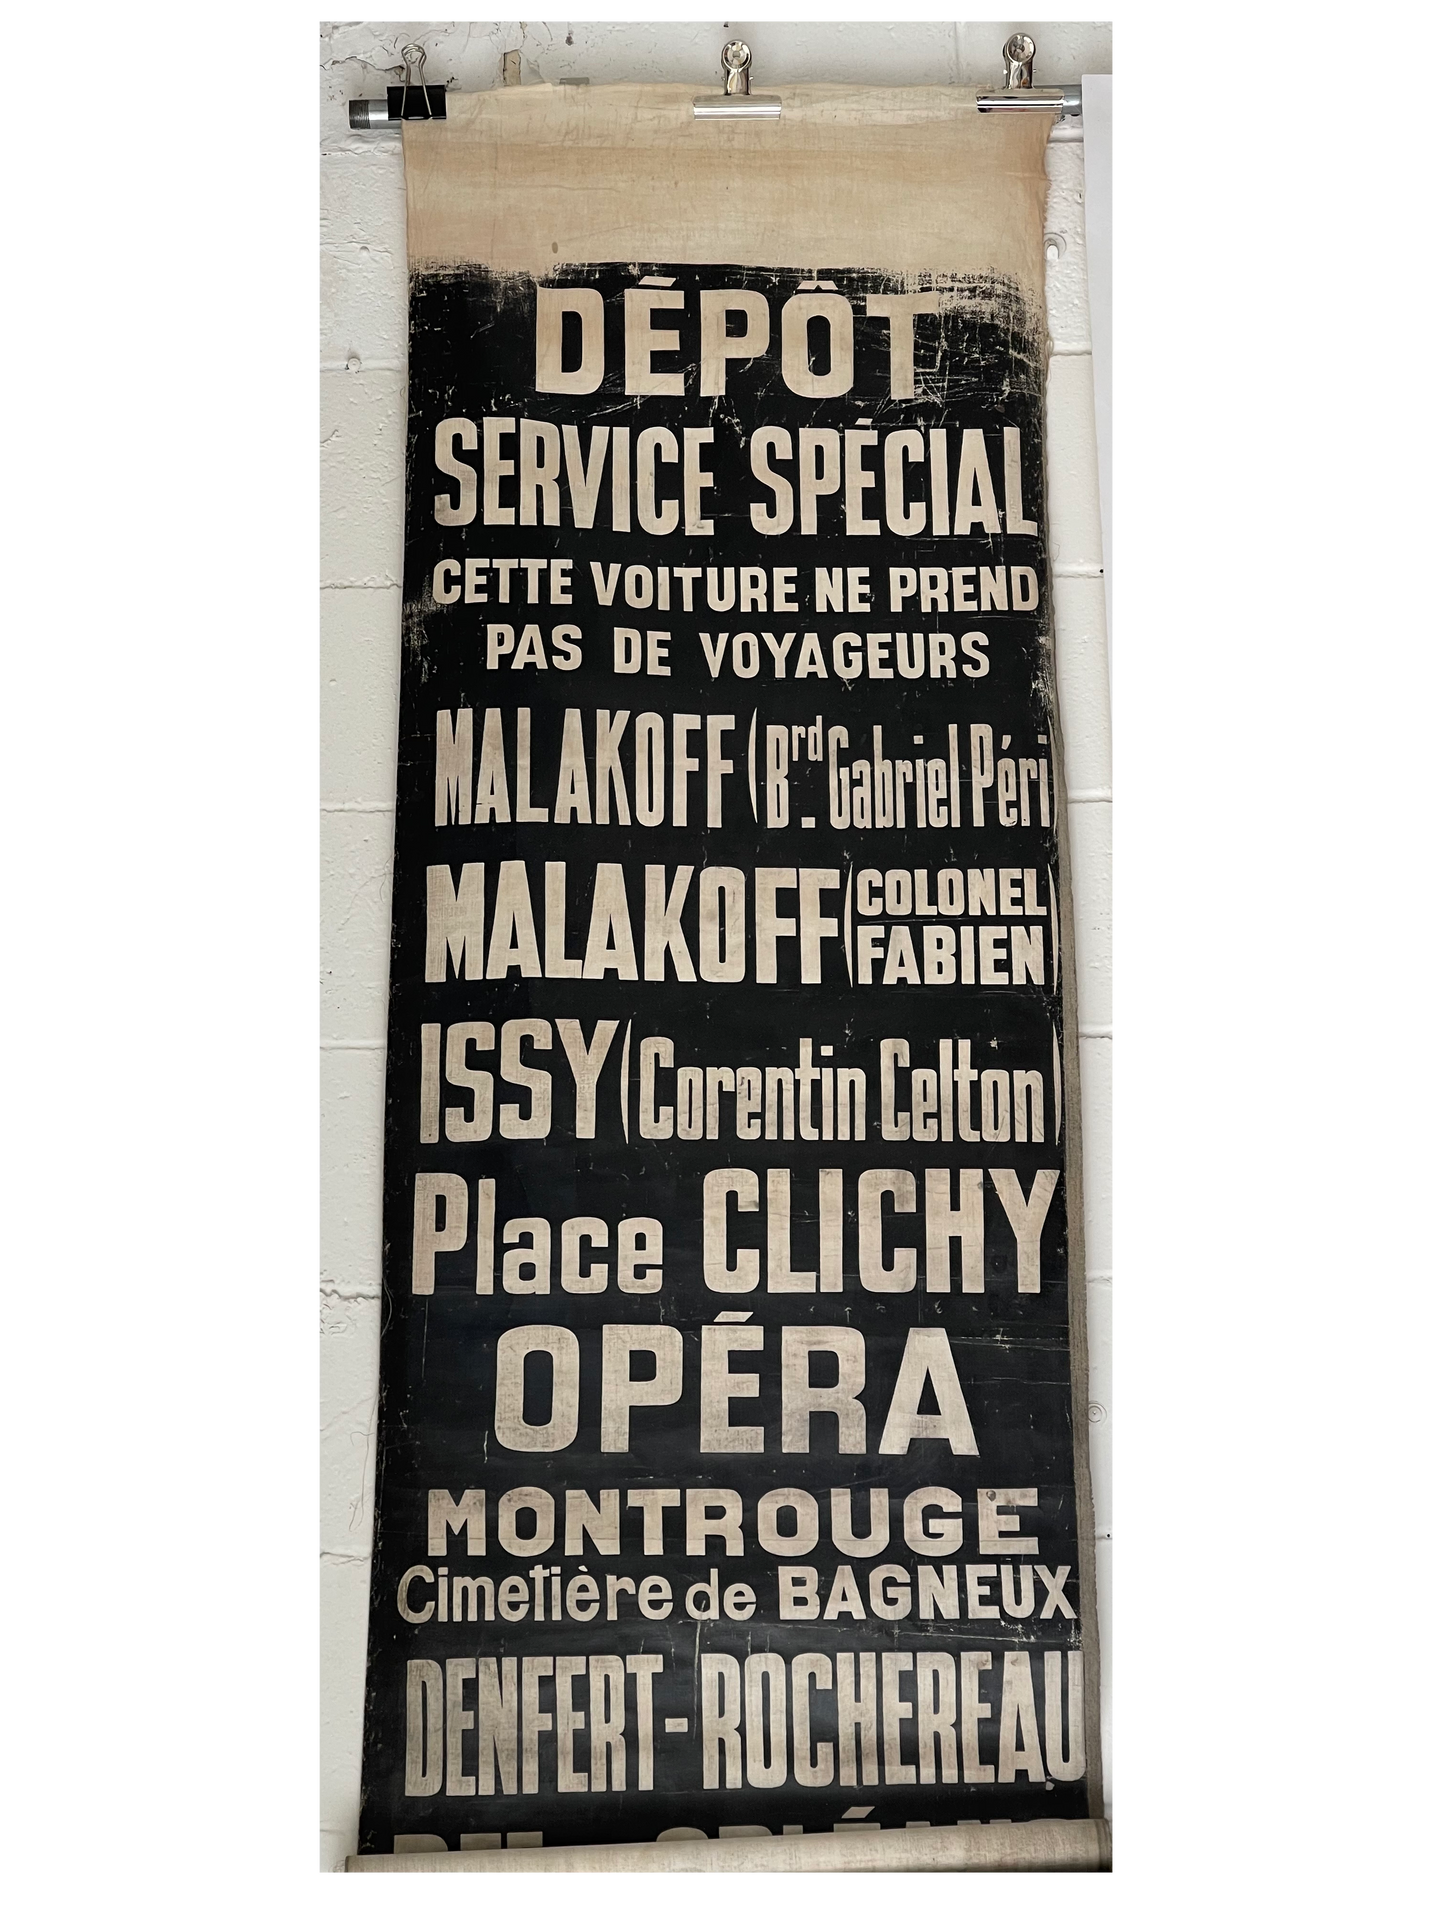 DÉPÔT
SERVICE SPÉCIAL
CETTE VOITURE NE PREND
PAS DE VOYAGEURS
MALAKOFF (Brd. Gabriel Péri
MALAKOFF (COLONEL
FABIEN)
ISSY (Corentin Celton)
Place CLICHY
OPÉRA
MONTROUGE
Cimetière de BAGNEUX
DENFERT-ROCHEREAU